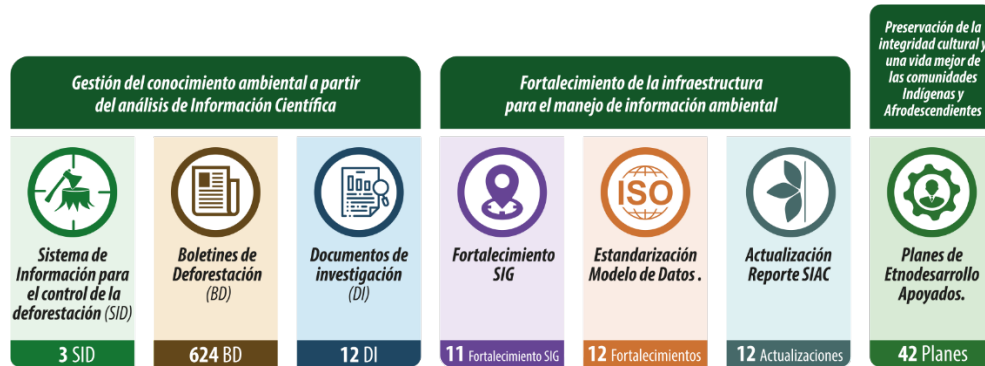 Gestión del conocimiento ambiental a partir
del análisis de Información Científica
Fortalecimiento de la infraestructura
para el manejo de información ambiental
Preservación de la
integridad cultural y
una vida mejor de
las comunidades
Indígenas y
Afrodescendientes
Sistema de
Información para
el control de la
deforestación (SID)
3 SID
Boletines de
Deforestación
(BD)
624 BD
Documentos de
investigación
(DI)
12 DI
Fortalecimiento
SIG
11 Fortalecimiento SIG
ISO
Estandarización
Modelo de Datos .
12 Fortalecimientos
Actualización
Reporte SIAC
12 Actualizaciones
Planes de
Etnodesarrollo
Apoyados.
42 Planes